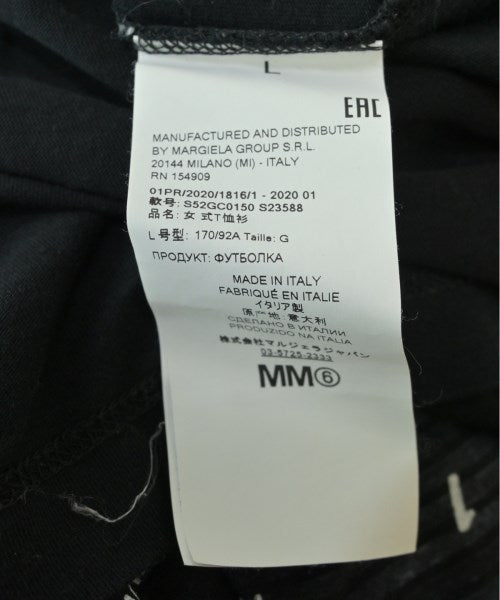 L
EAC
MANUFACTURED AND DISTRIBUTED
BY MARGIELA GROUP S.R.L.
20144 MILANO (MI) - ITALY
RN 154909
01PR/2020/1816/1 - 2020 01
款号: S52GC0150 S23588
品名: 女 式T恤衫
L 号型: 170/92A Taille: G
ПРОДУКТ: ФУТБОЛКА
MADE IN ITALY
FABRIQUÉ EN ITALIE
イタリア製
原产地:意大利
СДЕЛАНО В ИТАЛИИ
PRODUZIDO NA ITALIA
株式会社マルジェラジャパン
03-5725-2333
MM⑥